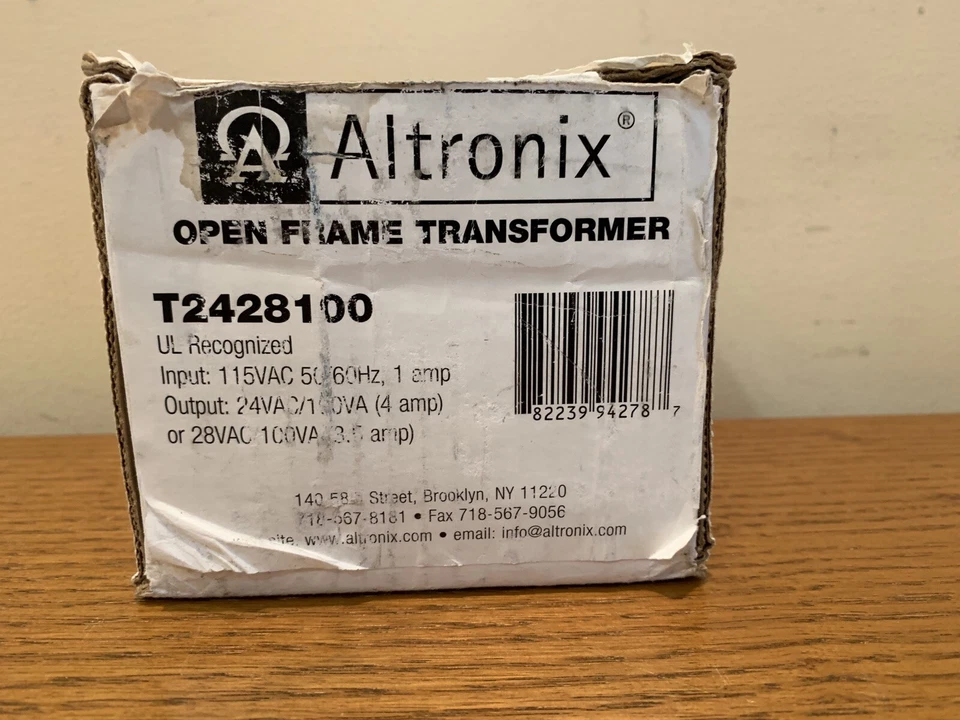 Altronix®
OPEN FRAME TRANSFORMER
T2428100
UL Recognized
Input: 115VAC 50/60Hz, 1 amp
Output: 24VAC/100VA (4 amp)
or 28VAC/100VA (3.5 amp)
82239 94278 7
140 58th Street, Brooklyn, NY 11220
718-567-8181 • Fax 718-567-9056
www.altronix.com • email: info@altronix.com